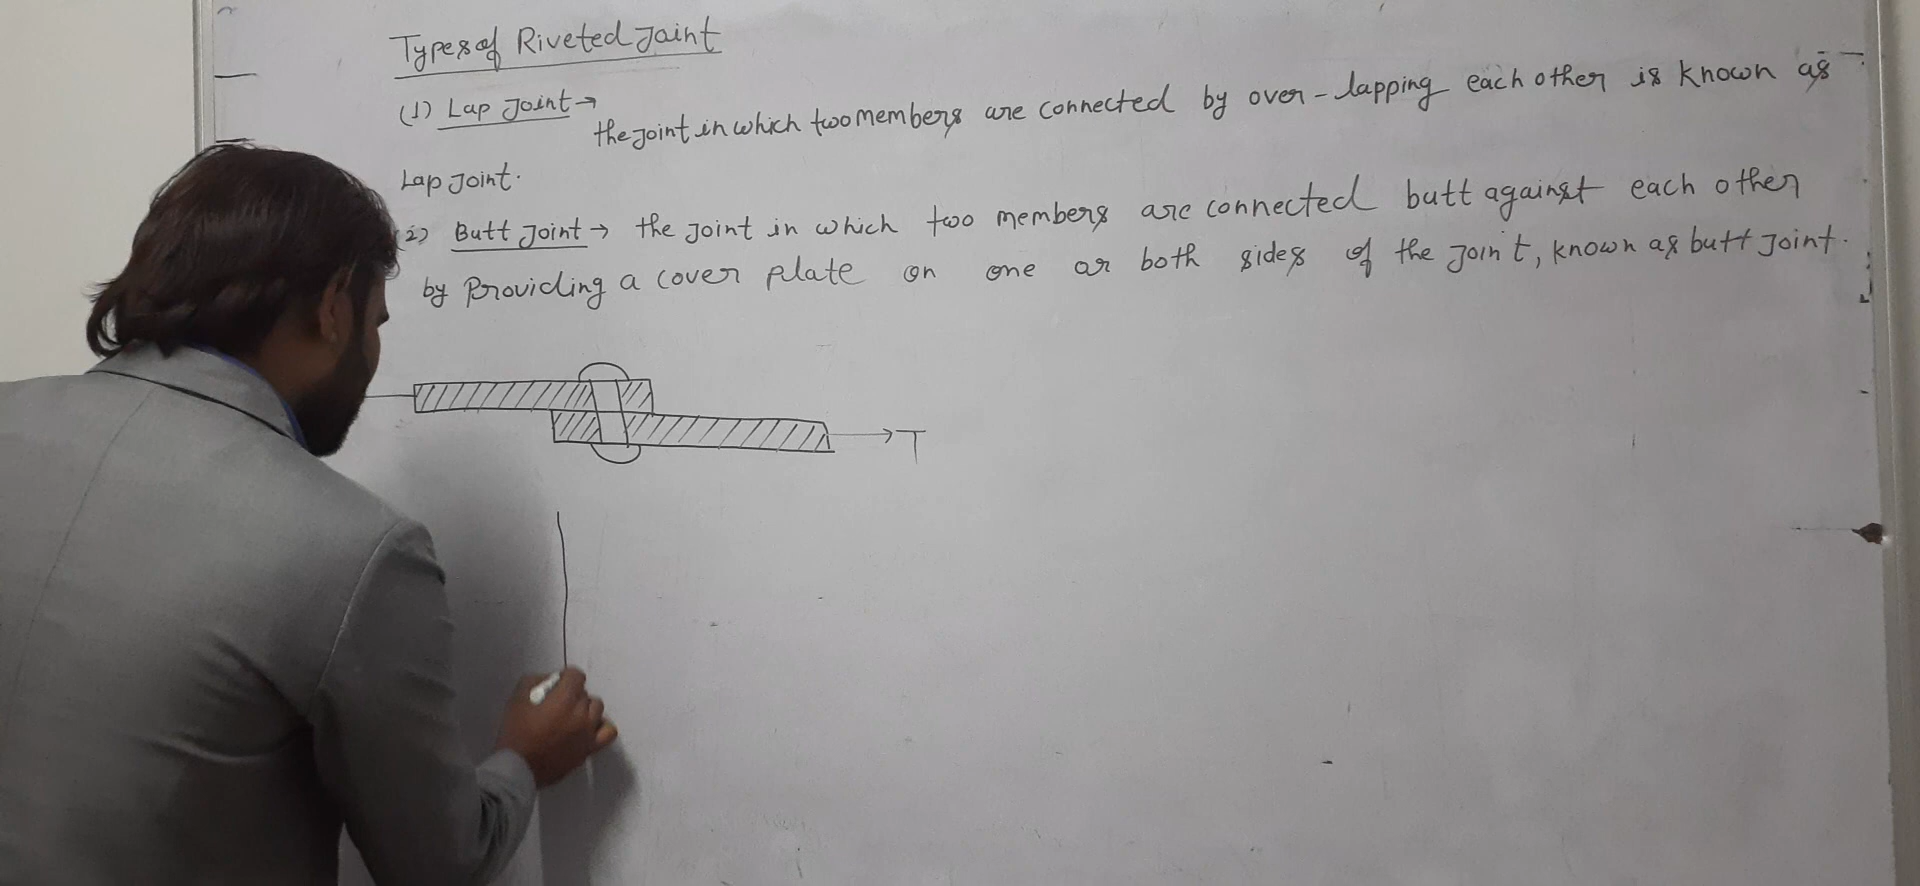 Types of Riveted Joint
(1) Lap Joint → the joint in which two members are connected by over-lapping each other is known as
Lap Joint.
(2) Butt Joint → the joint in which two members are connected butt against each other
by Providing a cover plate on one or both sides of the joint, known as butt joint.
T